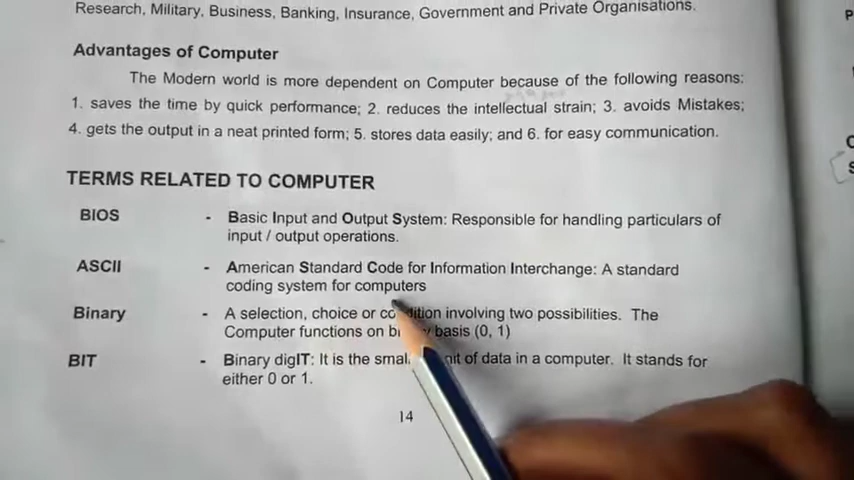 Research, Military, Business, Banking, Insurance, Government and Private Organisations.
Advantages of Computer
The Modern world is more dependent on Computer because of the following reasons:
1. saves the time by quick performance; 2. reduces the intellectual strain; 3. avoids Mistakes;
4. gets the output in a neat printed form; 5. stores data easily; and 6. for easy communication.
TERMS RELATED TO COMPUTER
BIOS - Basic Input and Output System: Responsible for handling particulars of
input / output operations.
ASCII - American Standard Code for Information Interchange: A standard
coding system for computers
Binary - A selection, choice or condition involving two possibilities. The
Computer functions on binary basis (0, 1)
BIT - Binary digIT: It is the smallest unit of data in a computer. It stands for
either 0 or 1.
14